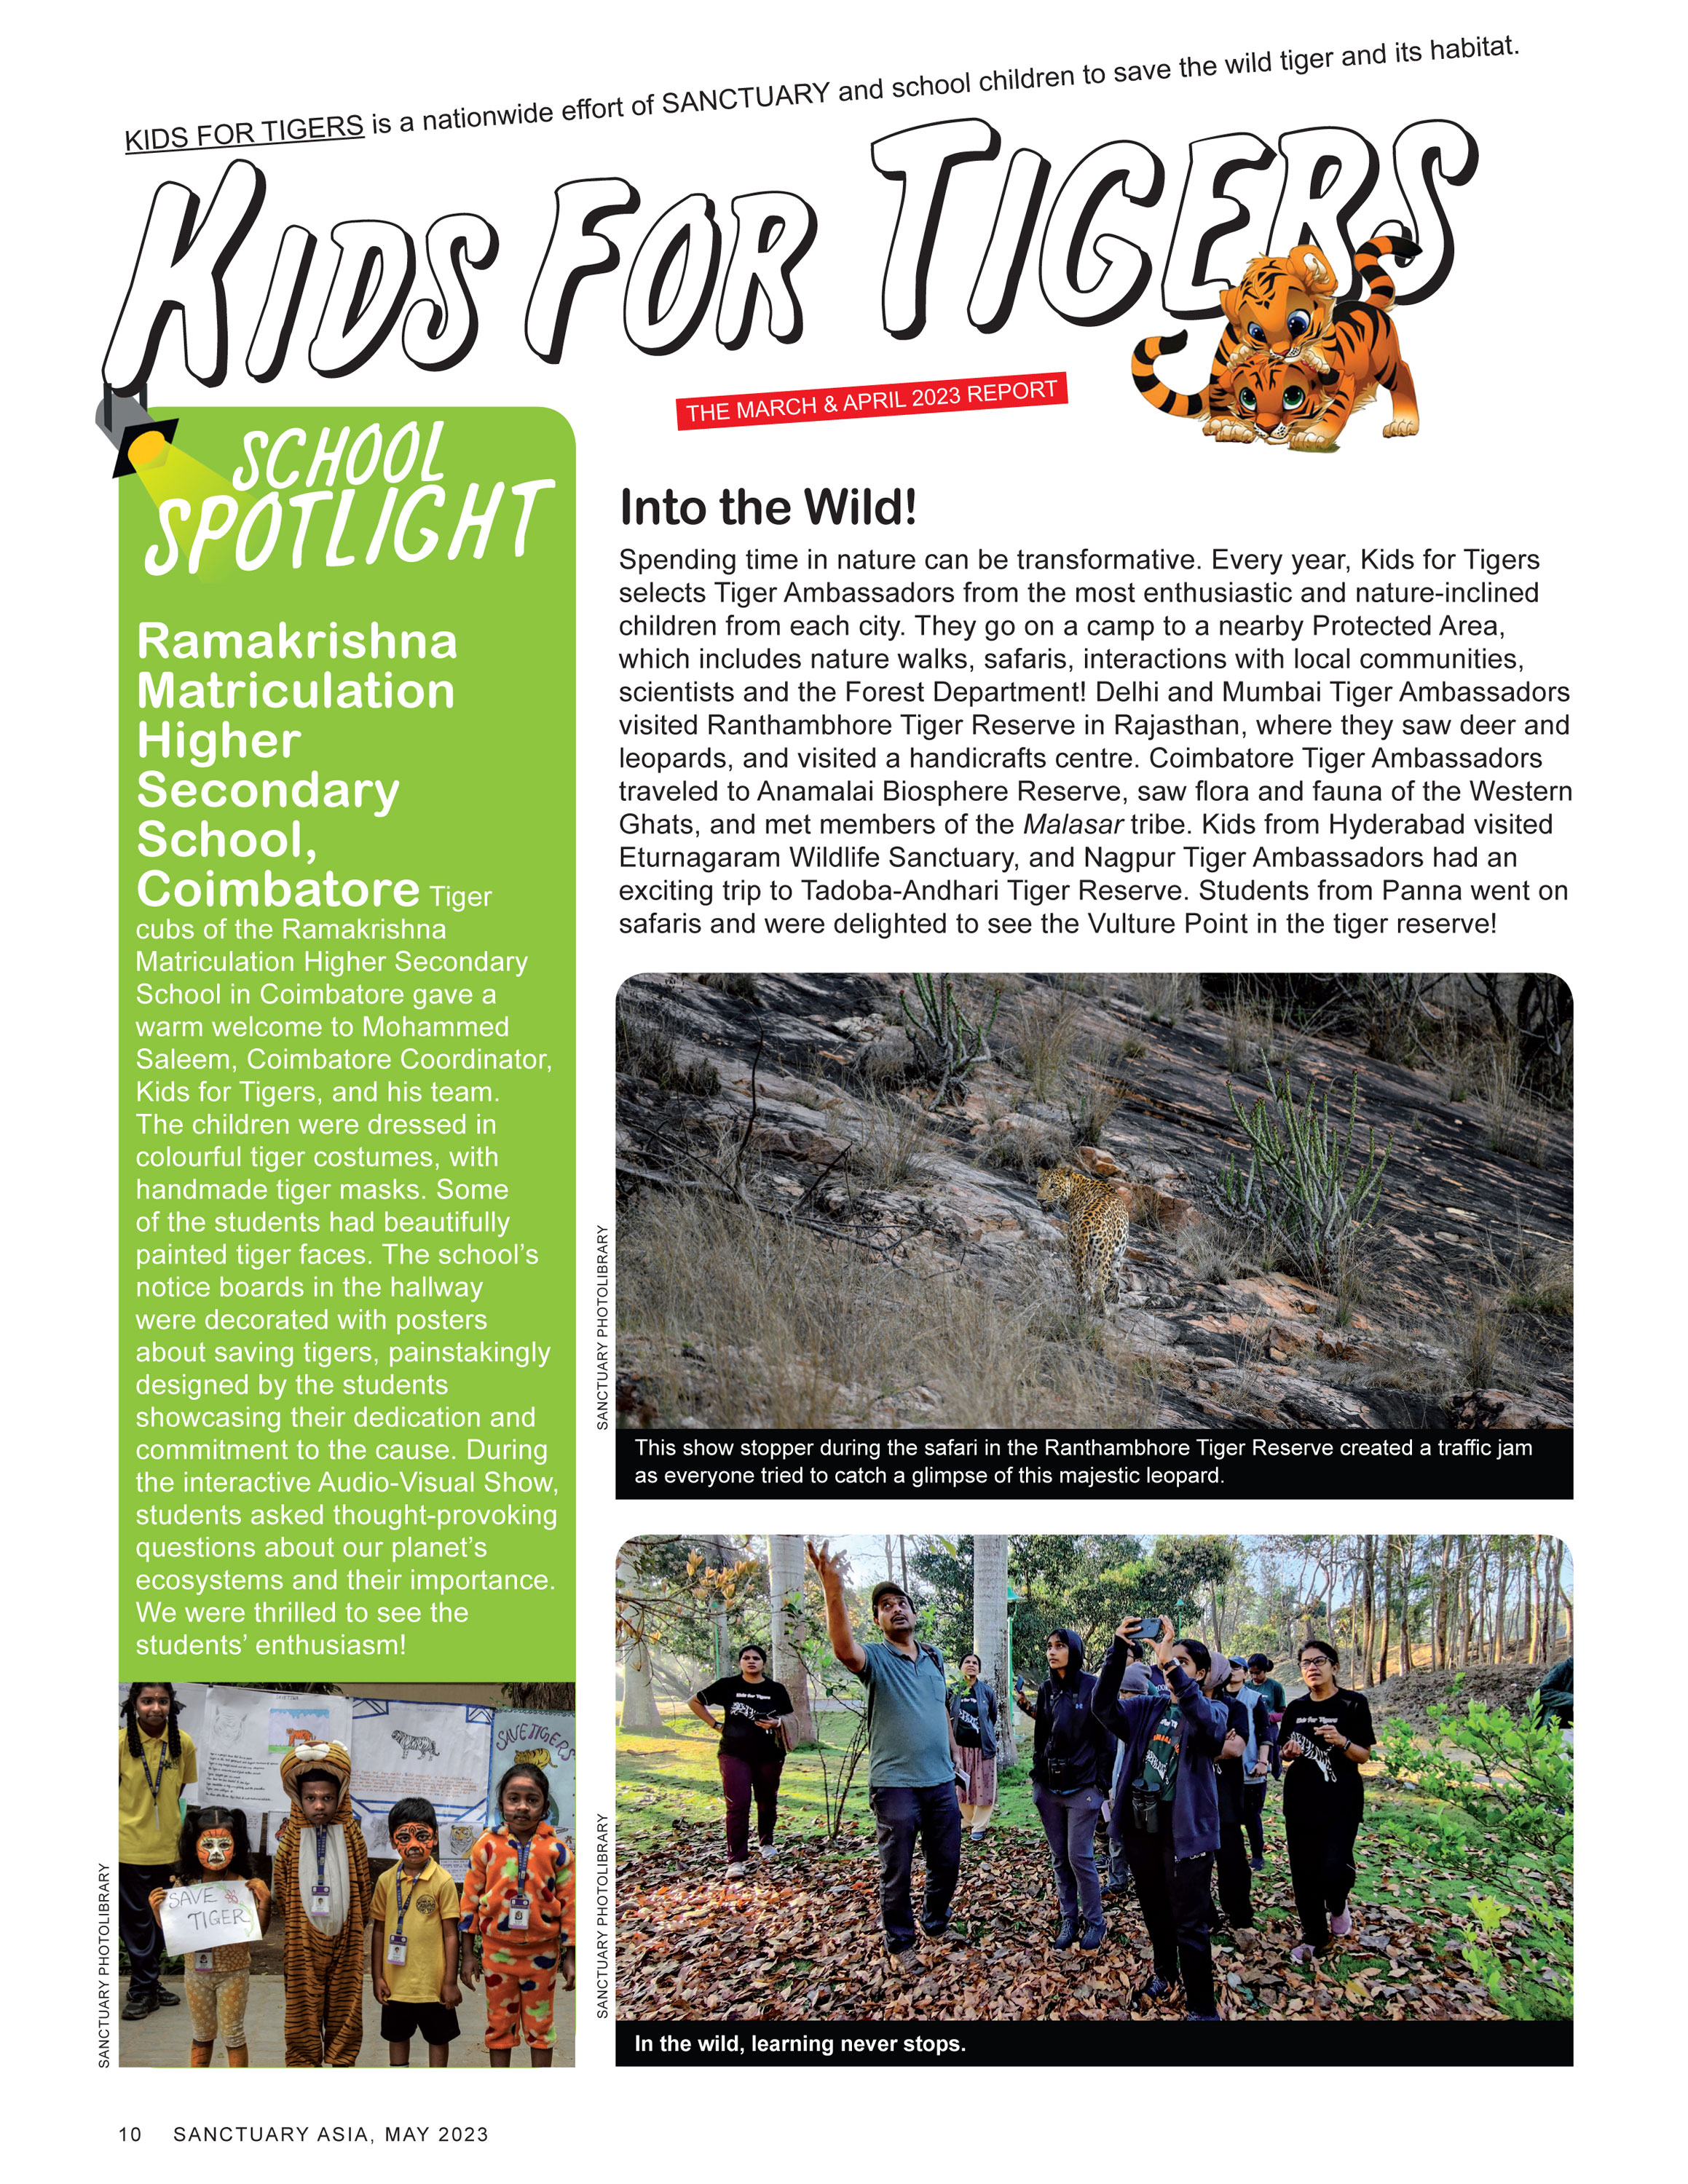 KIDS FOR TIGERS is a nationwide effort of SANCTUARY and school children to save the wild tiger and its habitat.
KIDS FOR TIGERS
THE MARCH & APRIL 2023 REPORT
SCHOOL
SPOTLIGHT
Ramakrishna
Matriculation
Higher
Secondary
School,
Coimbatore Tiger
cubs of the Ramakrishna
Matriculation Higher Secondary
School in Coimbatore gave a
warm welcome to Mohammed
Saleem, Coimbatore Coordinator,
Kids for Tigers, and his team.
The children were dressed in
colourful tiger costumes, with
handmade tiger masks. Some
of the students had beautifully
painted tiger faces. The school’s
notice boards in the hallway
were decorated with posters
about saving tigers, painstakingly
designed by the students
showcasing their dedication and
commitment to the cause. During
the interactive Audio-Visual Show,
students asked thought-provoking
questions about our planet’s
ecosystems and their importance.
We were thrilled to see the
students’ enthusiasm!
SAVE TIGERS
SAVE
TIGER
SANCTUARY PHOTOLIBRARY
Into the Wild!
Spending time in nature can be transformative. Every year, Kids for Tigers
selects Tiger Ambassadors from the most enthusiastic and nature-inclined
children from each city. They go on a camp to a nearby Protected Area,
which includes nature walks, safaris, interactions with local communities,
scientists and the Forest Department! Delhi and Mumbai Tiger Ambassadors
visited Ranthambhore Tiger Reserve in Rajasthan, where they saw deer and
leopards, and visited a handicrafts centre. Coimbatore Tiger Ambassadors
traveled to Anamalai Biosphere Reserve, saw flora and fauna of the Western
Ghats, and met members of the Malasar tribe. Kids from Hyderabad visited
Eturnagaram Wildlife Sanctuary, and Nagpur Tiger Ambassadors had an
exciting trip to Tadoba-Andhari Tiger Reserve. Students from Panna went on
safaris and were delighted to see the Vulture Point in the tiger reserve!
SANCTUARY PHOTOLIBRARY
This show stopper during the safari in the Ranthambhore Tiger Reserve created a traffic jam
as everyone tried to catch a glimpse of this majestic leopard.
Kids for Tigers
Kids for Tigers
SANCTUARY PHOTOLIBRARY
In the wild, learning never stops.
10 SANCTUARY ASIA, MAY 2023